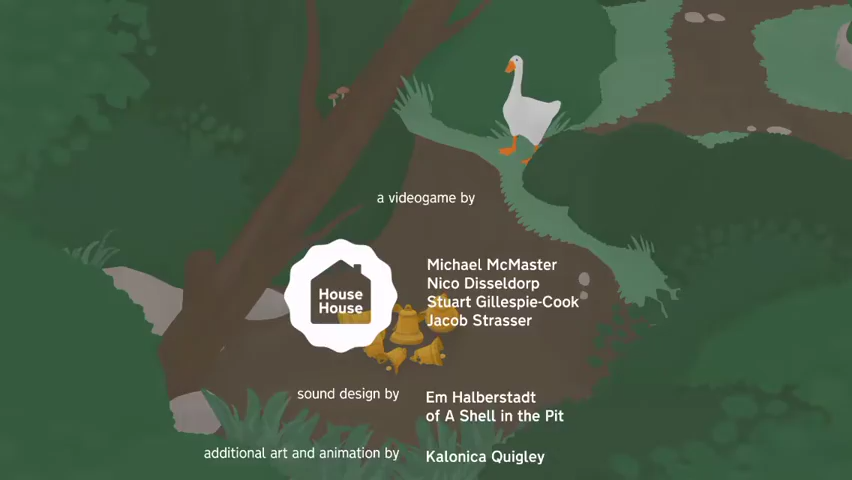 a videogame by
House
House
Michael McMaster
Nico Disseldorp
Stuart Gillespie-Cook
Jacob Strasser
sound design by
Em Halberstadt
of A Shell in the Pit
additional art and animation by
Kalonica Quigley